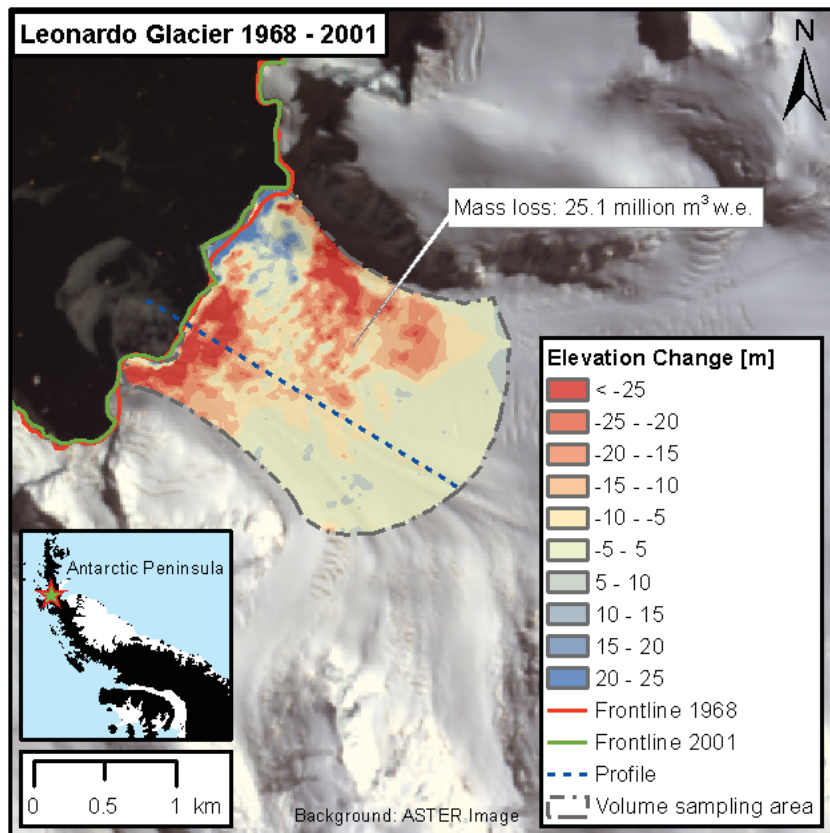 Leonardo Glacier 1968 - 2001
N
Mass loss: 25.1 million m³ w.e.
Elevation Change [m]
< -25
-25 - -20
-20 - -15
-15 - -10
-10 - -5
-5 - 5
5 - 10
10 - 15
15 - 20
20 - 25
Frontline 1968
Frontline 2001
Profile
Volume sampling area
Antarctic Peninsula
0 0.5 1 km
Background: ASTER Image